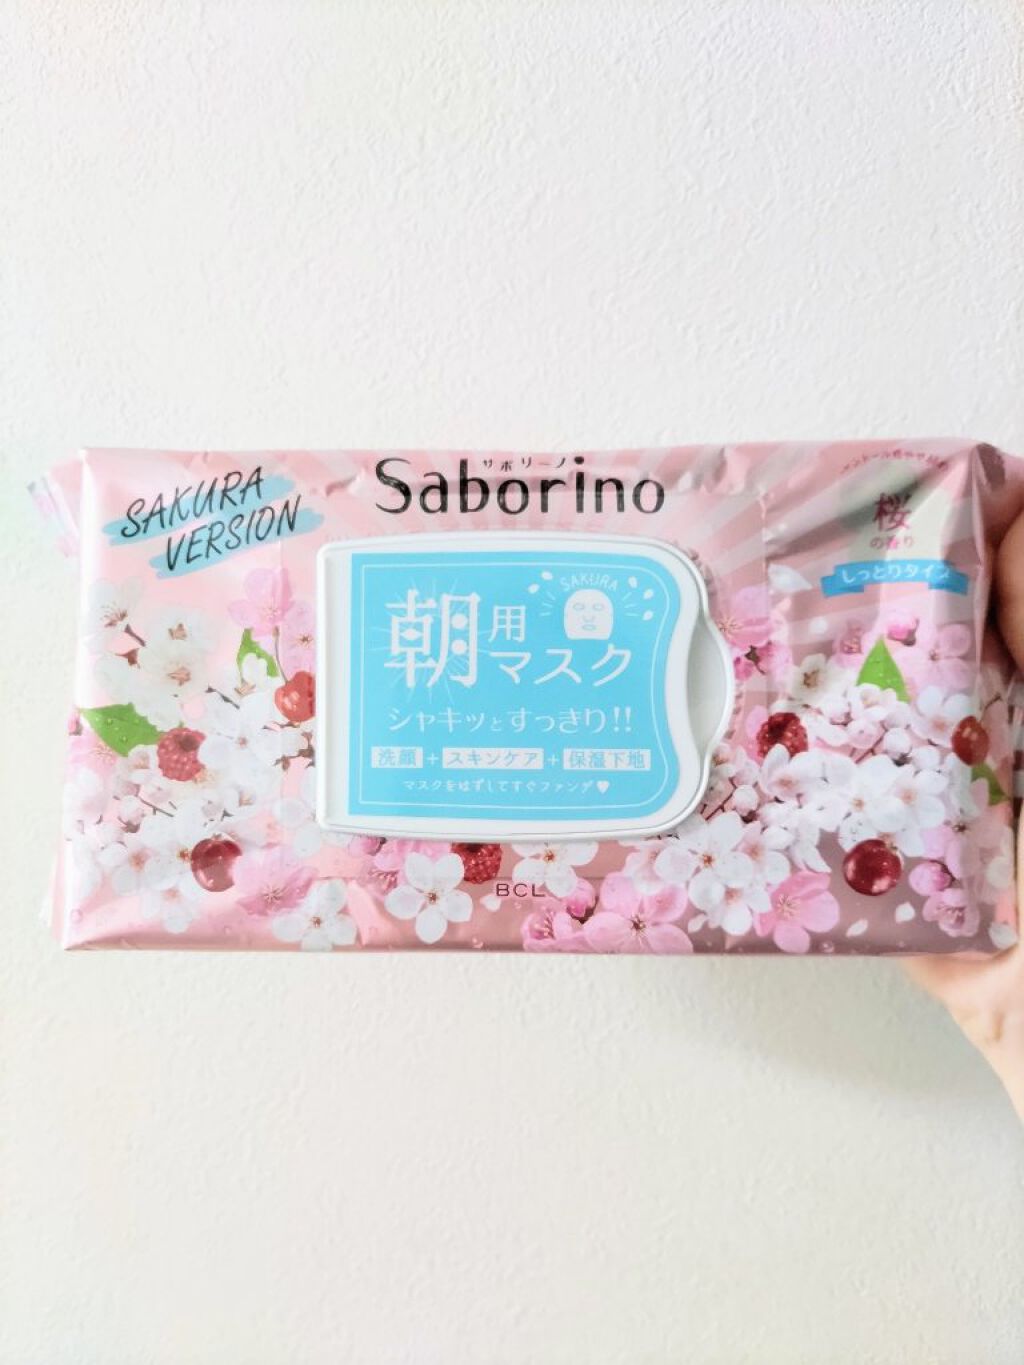 SAKURA
VERSION
サボリーノ
Saborino
桜
の香り
しっとりタイプ
SAKURA
朝用
マスク
シャキッとすっきり!!
洗顔+スキンケア+保湿下地
マスクをはずしてすぐファンデ♥
BCL